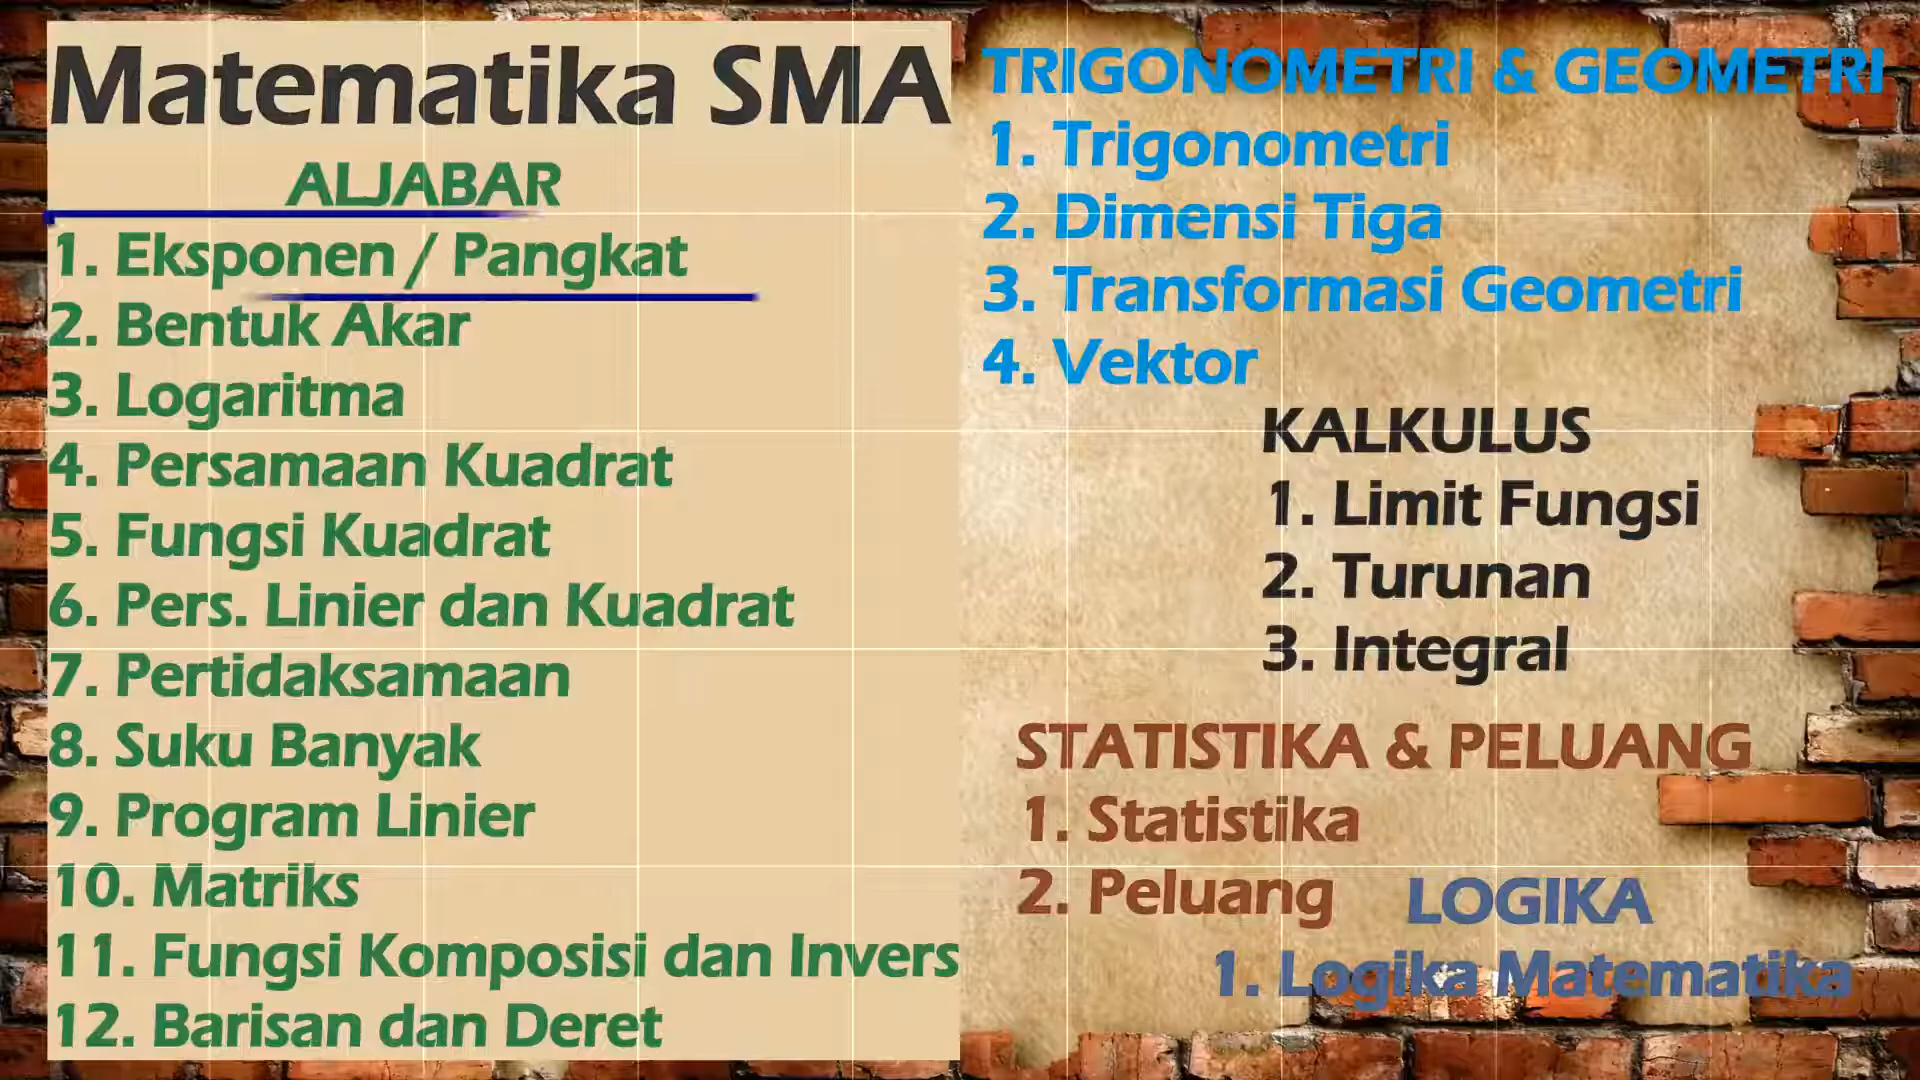 Matematika SMA
ALJABAR
1. Eksponen / Pangkat
2. Bentuk Akar
3. Logaritma
4. Persamaan Kuadrat
5. Fungsi Kuadrat
6. Pers. Linier dan Kuadrat
7. Pertidaksamaan
8. Suku Banyak
9. Program Linier
10. Matriks
11. Fungsi Komposisi dan Invers
12. Barisan dan Deret
TRIGONOMETRI & GEOMETRI
1. Trigonometri
2. Dimensi Tiga
3. Transformasi Geometri
4. Vektor
KALKULUS
1. Limit Fungsi
2. Turunan
3. Integral
STATISTIKA & PELUANG
1. Statistika
2. Peluang
LOGIKA
1. Logika Matematika